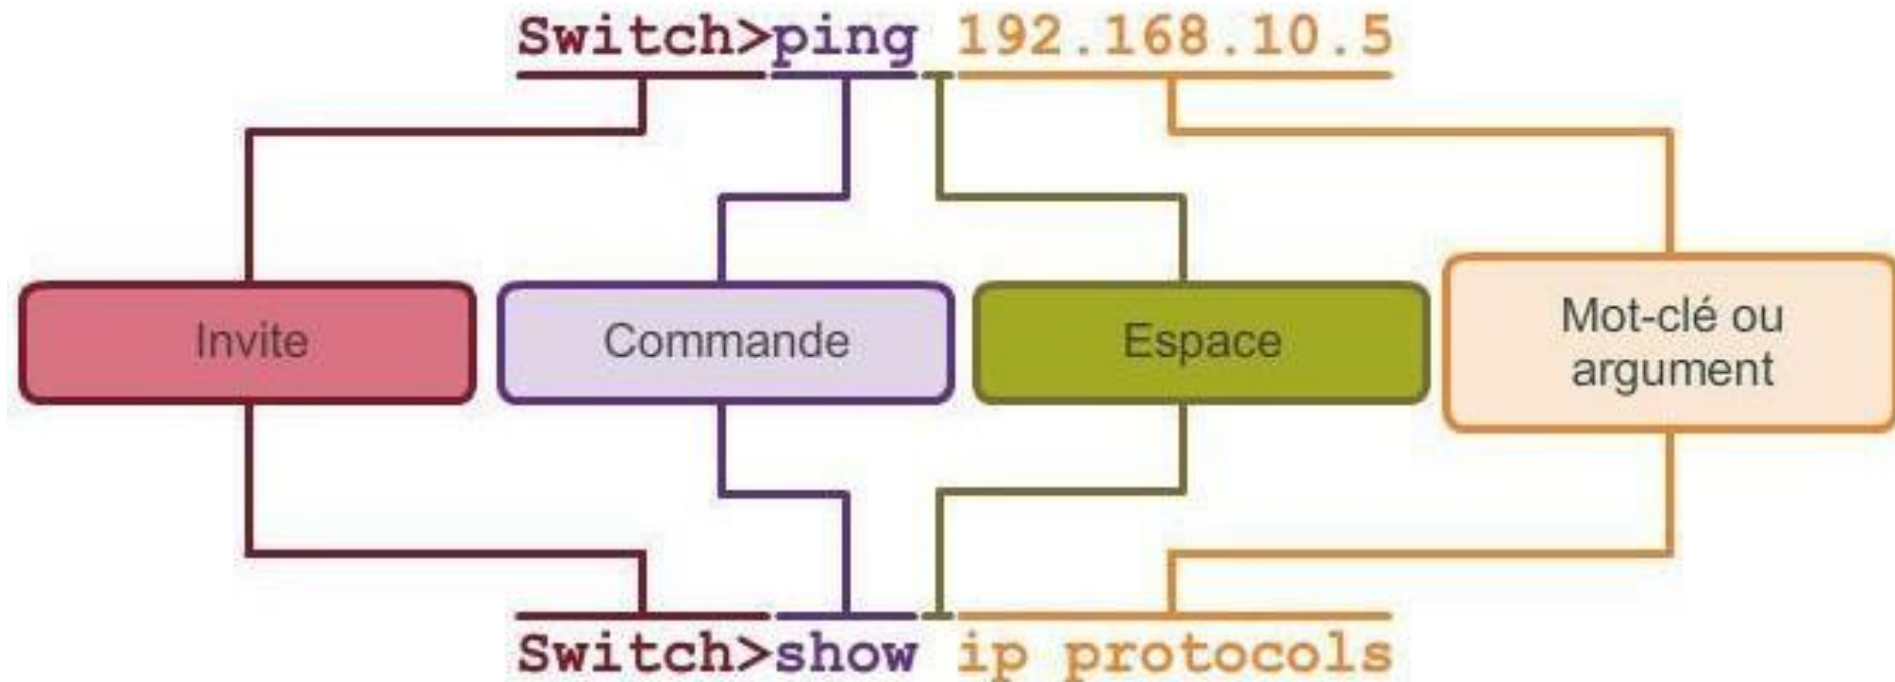 Switch>ping 192.168.10.5
Invite
Commande
Espace
Mot-clé ou
argument
Switch>show ip protocols